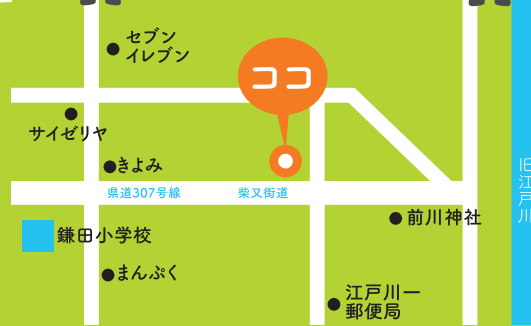 セブン
イレブン
ココ
サイゼリヤ
きよみ
県道307号線
柴又街道
旧江戸川
前川神社
鎌田小学校
まんぷく
江戸川一
郵便局